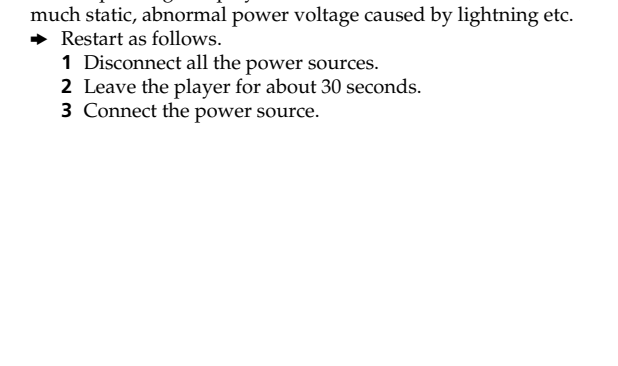 much static, abnormal power voltage caused by lightning etc.
➡ Restart as follows.
1 Disconnect all the power sources.
2 Leave the player for about 30 seconds.
3 Connect the power source.